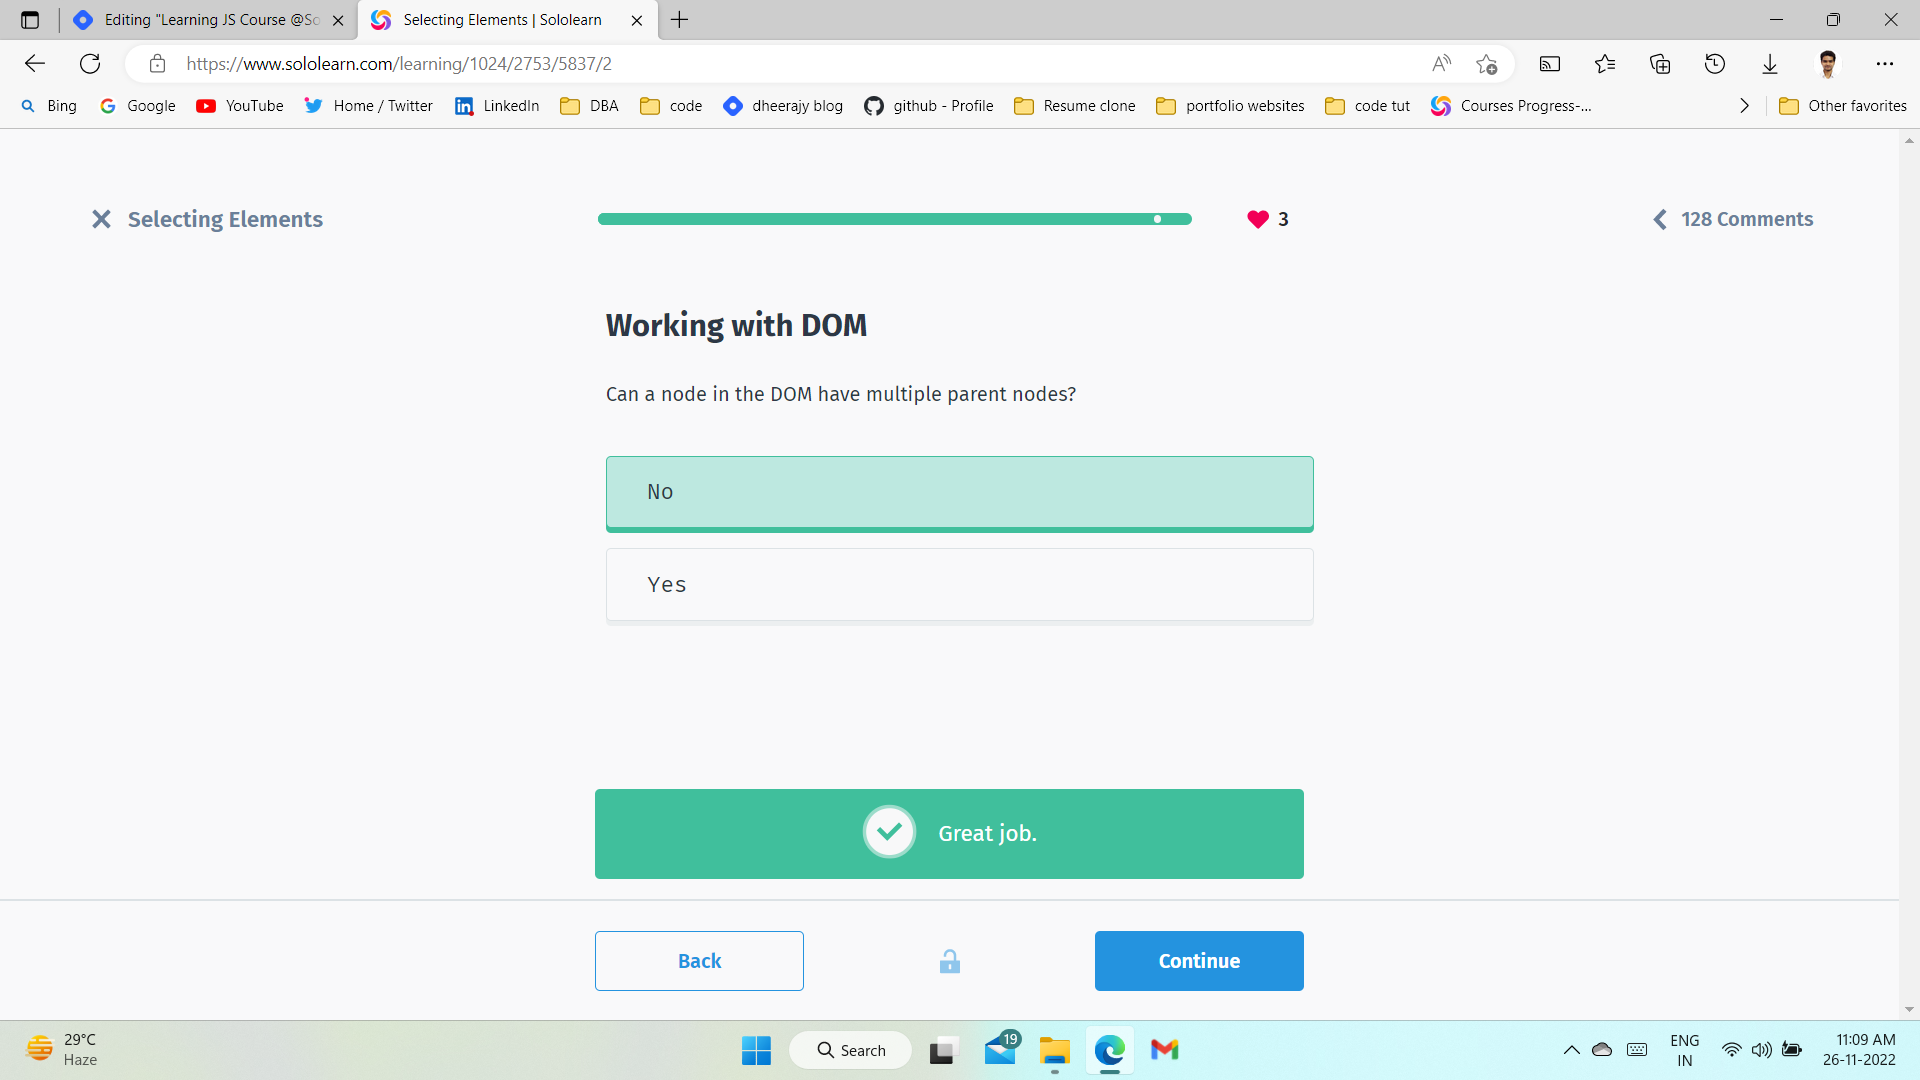 Editing "Learning JS Course @So
Selecting Elements | Sololearn
https://www.sololearn.com/learning/1024/2753/5837/2
Bing
Google
YouTube
Home / Twitter
LinkedIn
DBA
code
dheerajy blog
github - Profile
Resume clone
portfolio websites
code tut
Courses Progress-...
Other favorites
Selecting Elements
3
128 Comments
Working with DOM
Can a node in the DOM have multiple parent nodes?
No
Yes
Great job.
Back
Continue
29°C
Haze
Search
19
ENG
IN
11:09 AM
26-11-2022